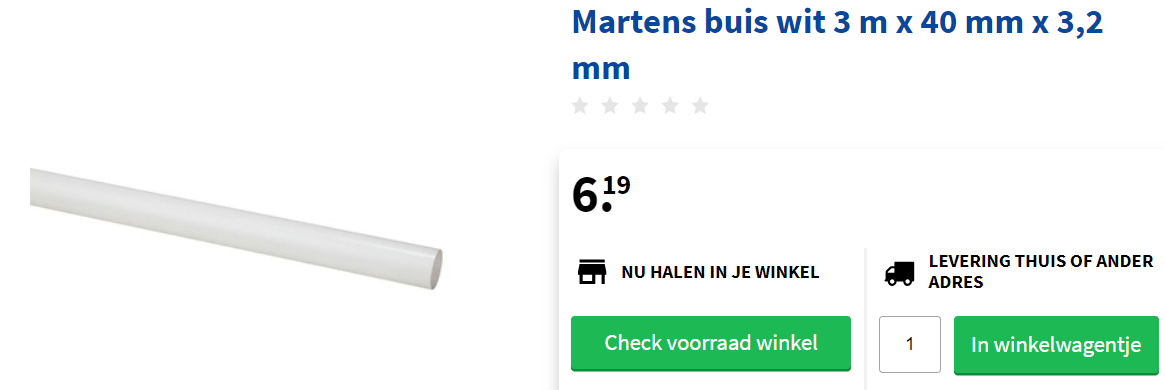 Martens buis wit 3 m x 40 mm x 3,2
mm
6.19
NU HALEN IN JE WINKEL
LEVERING THUIS OF ANDER
ADRES
Check voorraad winkel
1
In winkelwagentje